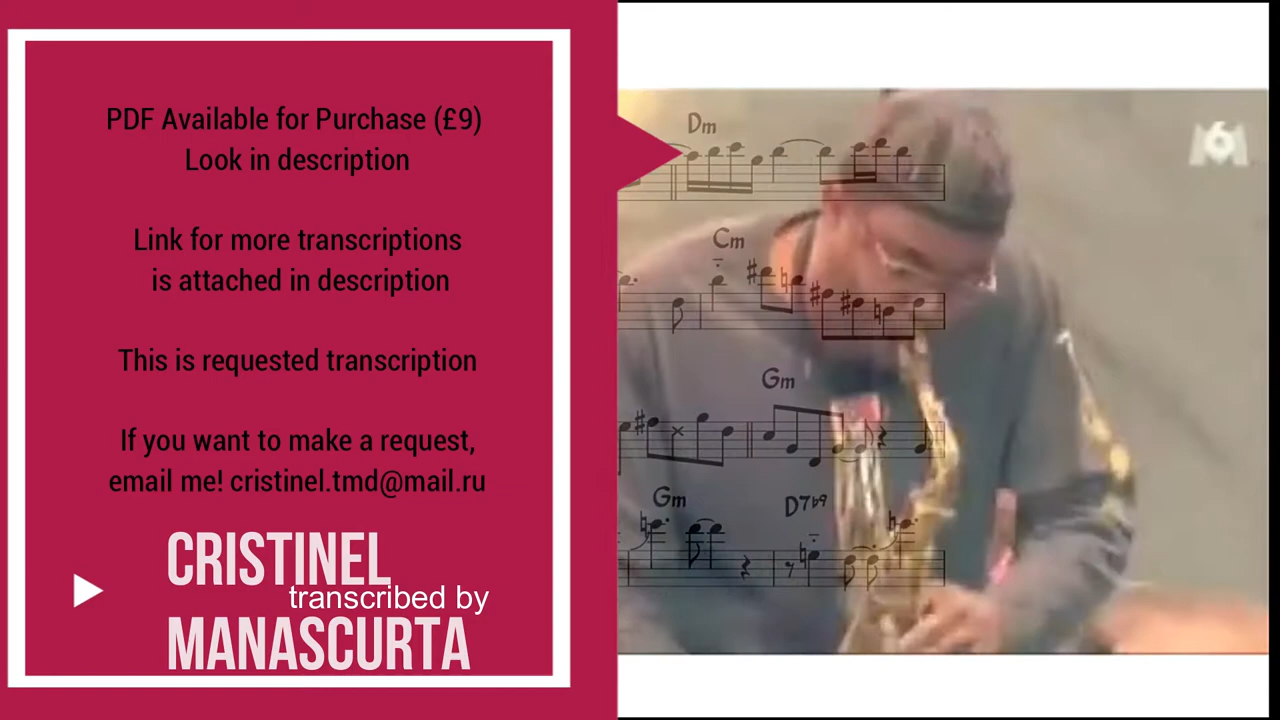 PDF Available for Purchase (£9)
Look in description
Link for more transcriptions
is attached in description
This is requested transcription
If you want to make a request,
email me! cristinel.tmd@mail.ru
CRISTINEL
transcribed by
MANASCURTA
Dm
Cm
Gm
Gm D7b9
M6